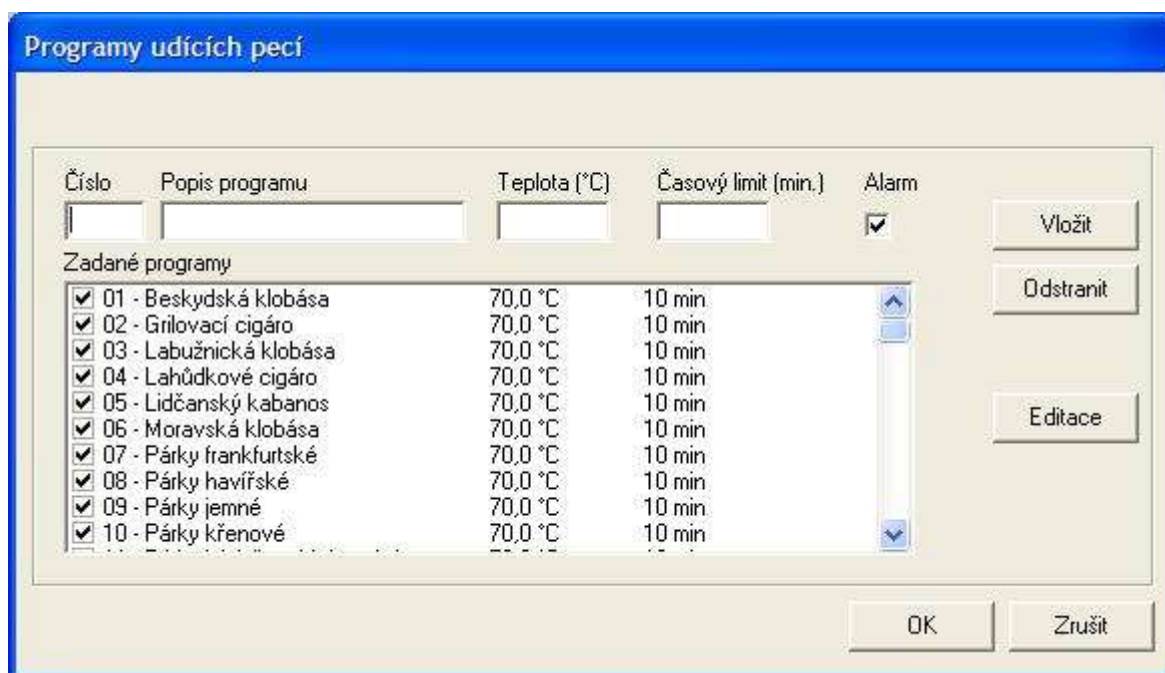 Programy udících pecí
Číslo Popis programu Teplota (°C) Časový limit (min.) Alarm
Vložit
Zadané programy
Odstranit
01 - Beskydská klobása 70,0 °C 10 min
02 - Grilovací cigáro 70,0 °C 10 min
03 - Labužnická klobása 70,0 °C 10 min
04 - Lahůdkové cigáro 70,0 °C 10 min
05 - Lidčanský kabanos 70,0 °C 10 min
Editace
06 - Moravská klobása 70,0 °C 10 min
07 - Párky frankfurtské 70,0 °C 10 min
08 - Párky havířské 70,0 °C 10 min
09 - Párky jemné 70,0 °C 10 min
10 - Párky křenové 70,0 °C 10 min
OK Zrušit